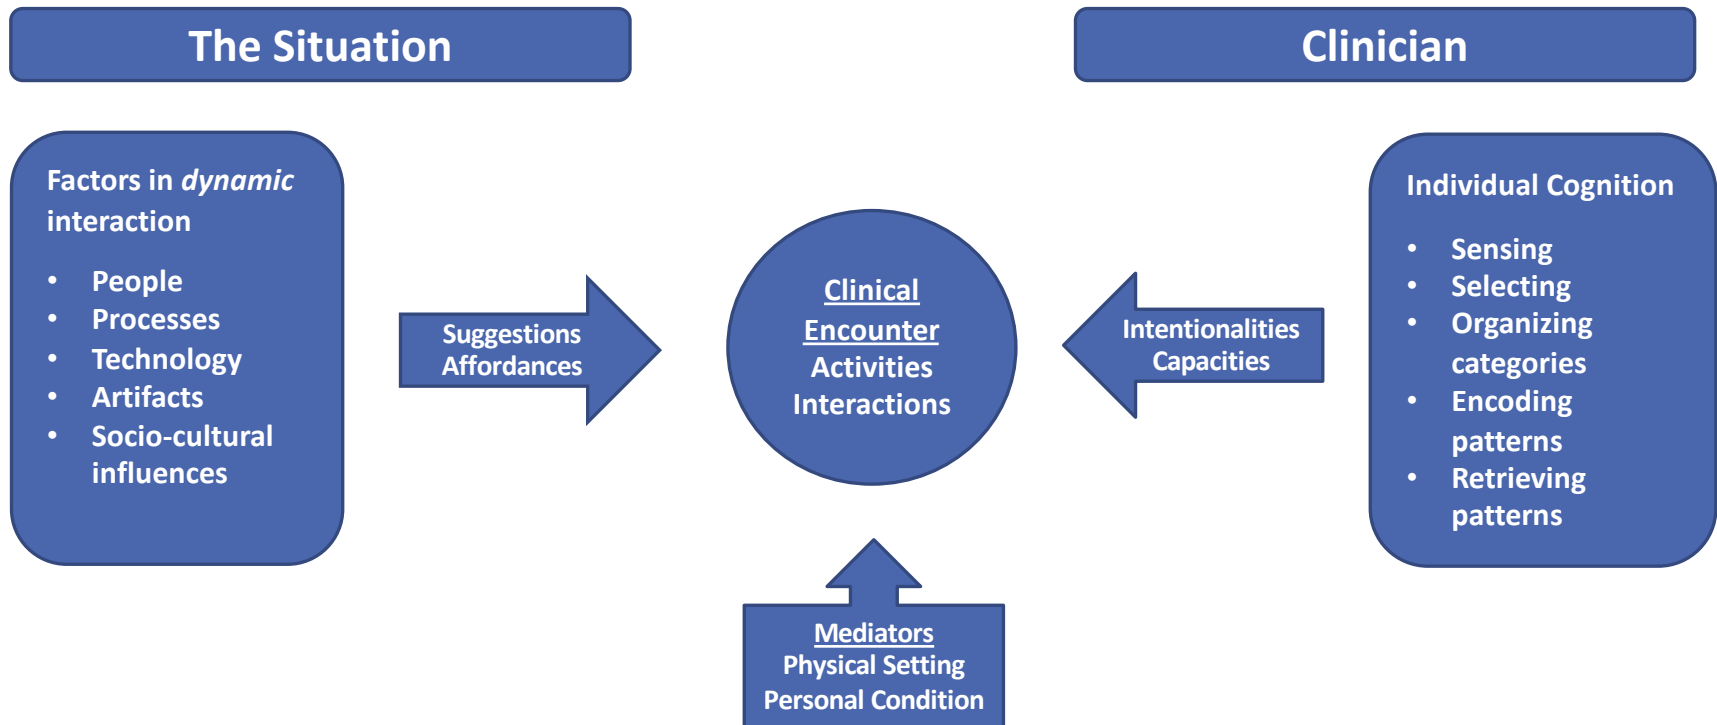 The Situation
Clinician
Factors in dynamic
interaction
• People
• Processes
• Technology
• Artifacts
• Socio-cultural
influences
Suggestions
Affordances
Clinical
Encounter
Activities
Interactions
Intentionalities
Capacities
Individual Cognition
• Sensing
• Selecting
• Organizing
categories
• Encoding
patterns
• Retrieving
patterns
Mediators
Physical Setting
Personal Condition